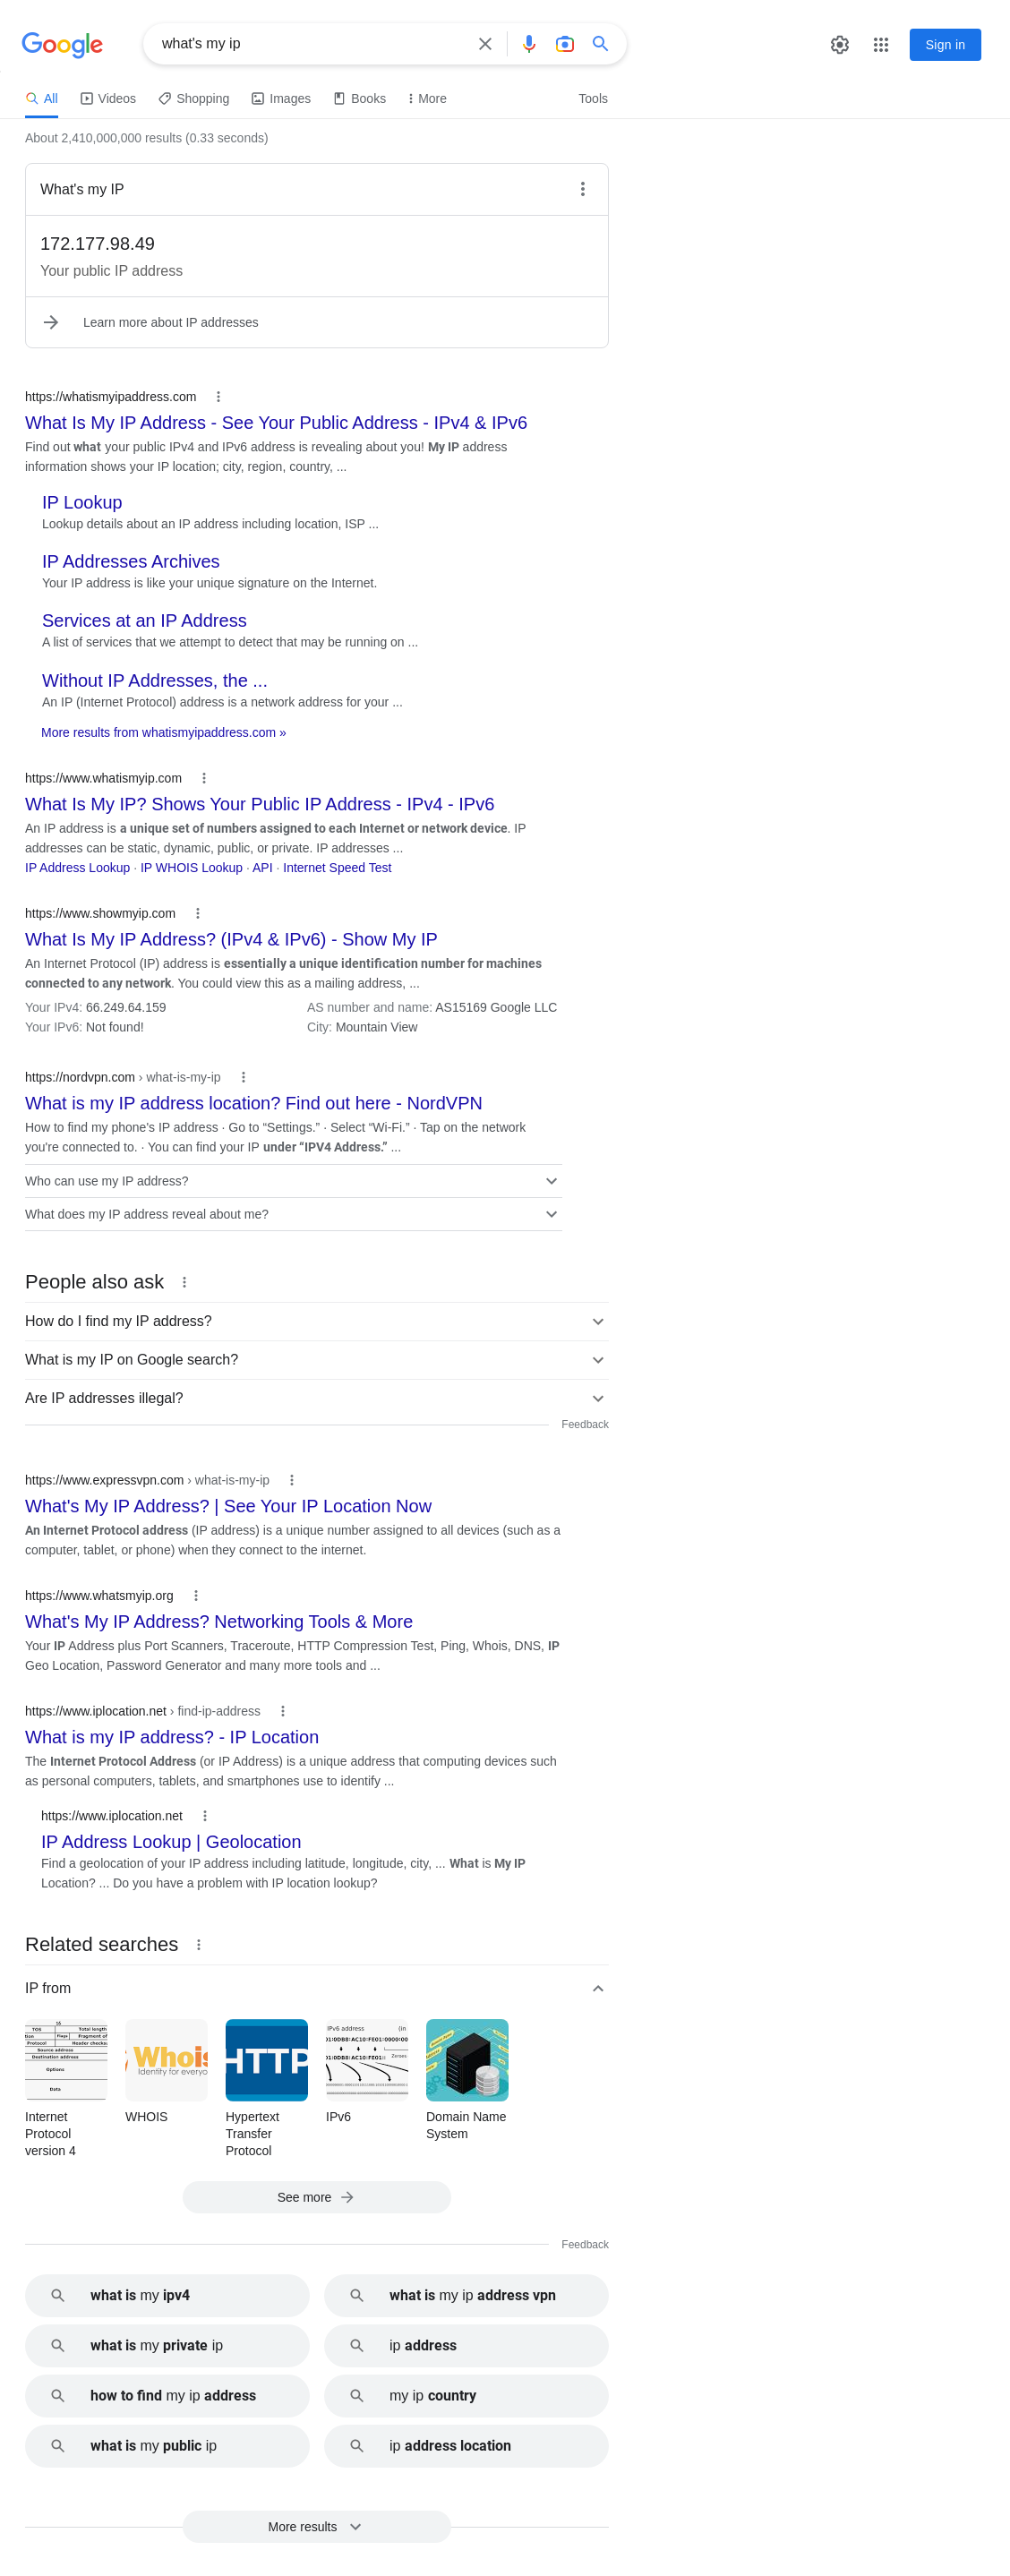 Google
what's my ip
Sign in
All
Videos
Shopping
Images
Books
More
Tools
About 2,410,000,000 results (0.33 seconds)
What's my IP
172.177.98.49
Your public IP address
Learn more about IP addresses
https://whatismyipaddress.com
What Is My IP Address - See Your Public Address - IPv4 & IPv6
Find out what your public IPv4 and IPv6 address is revealing about you! My IP address
information shows your IP location; city, region, country, ...
IP Lookup
Lookup details about an IP address including location, ISP ...
IP Addresses Archives
Your IP address is like your unique signature on the Internet.
Services at an IP Address
A list of services that we attempt to detect that may be running on ...
Without IP Addresses, the ...
An IP (Internet Protocol) address is a network address for your ...
More results from whatismyipaddress.com »
https://www.whatismyip.com
What Is My IP? Shows Your Public IP Address - IPv4 - IPv6
An IP address is a unique set of numbers assigned to each Internet or network device. IP
addresses can be static, dynamic, public, or private. IP addresses ...
IP Address Lookup · IP WHOIS Lookup · API · Internet Speed Test
https://www.showmyip.com
What Is My IP Address? (IPv4 & IPv6) - Show My IP
An Internet Protocol (IP) address is essentially a unique identification number for machines
connected to any network. You could view this as a mailing address, ...
Your IPv4: 66.249.64.159 AS number and name: AS15169 Google LLC
Your IPv6: Not found! City: Mountain View
https://nordvpn.com › what-is-my-ip
What is my IP address location? Find out here - NordVPN
How to find my phone's IP address · Go to “Settings.” · Select “Wi-Fi.” · Tap on the network
you're connected to. · You can find your IP under “IPV4 Address.” ...
Who can use my IP address?
What does my IP address reveal about me?
People also ask
How do I find my IP address?
What is my IP on Google search?
Are IP addresses illegal?
Feedback
https://www.expressvpn.com › what-is-my-ip
What's My IP Address? | See Your IP Location Now
An Internet Protocol address (IP address) is a unique number assigned to all devices (such as a
computer, tablet, or phone) when they connect to the internet.
https://www.whatsmyip.org
What's My IP Address? Networking Tools & More
Your IP Address plus Port Scanners, Traceroute, HTTP Compression Test, Ping, Whois, DNS, IP
Geo Location, Password Generator and many more tools and ...
https://www.iplocation.net › find-ip-address
What is my IP address? - IP Location
The Internet Protocol Address (or IP Address) is a unique address that computing devices such
as personal computers, tablets, and smartphones use to identify ...
https://www.iplocation.net
IP Address Lookup | Geolocation
Find a geolocation of your IP address including latitude, longitude, city, ... What is My IP
Location? ... Do you have a problem with IP location lookup?
Related searches
IP from
16
TOS Total length
Flags Fragment of
Protocol Header checks
Source address
Destination address
Options
Data
Whois
Identity for everyo
HTTP
IPv6 address (in
Zeroes
Internet
Protocol
version 4
WHOIS
Hypertext
Transfer
Protocol
IPv6
Domain Name
System
See more
Feedback
what is my ipv4
what is my ip address vpn
what is my private ip
ip address
how to find my ip address
my ip country
what is my public ip
ip address location
More results